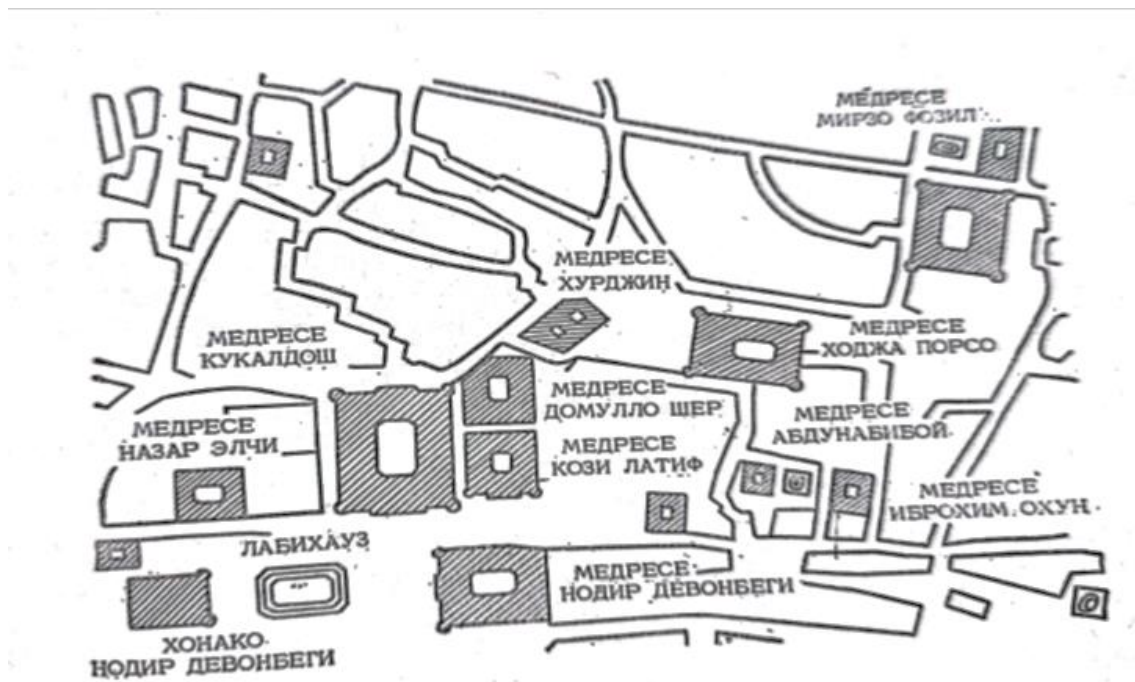 МЕДРЕСЕ
МИРЗО ФОЗИЛ
МЕДРЕСЕ
ХУРДЖИН
МЕДРЕСЕ
КУКАЛДОШ
МЕДРЕСЕ
ХОДЖА ПОРСО
МЕДРЕСЕ
ДОМУЛЛО ШЕР
МЕДРЕСЕ
АБДУНАБИБОЙ
МЕДРЕСЕ
НАЗАР ЭЛЧИ
МЕДРЕСЕ
КОЗИ ЛАТИФ
МЕДРЕСЕ
ИБРОХИМ ОХУН
ЛАБИХАУЗ
МЕДРЕСЕ
НОДИР ДЕВОНБЕГИ
ХОНАКО
НОДИР ДЕВОНБЕГИ